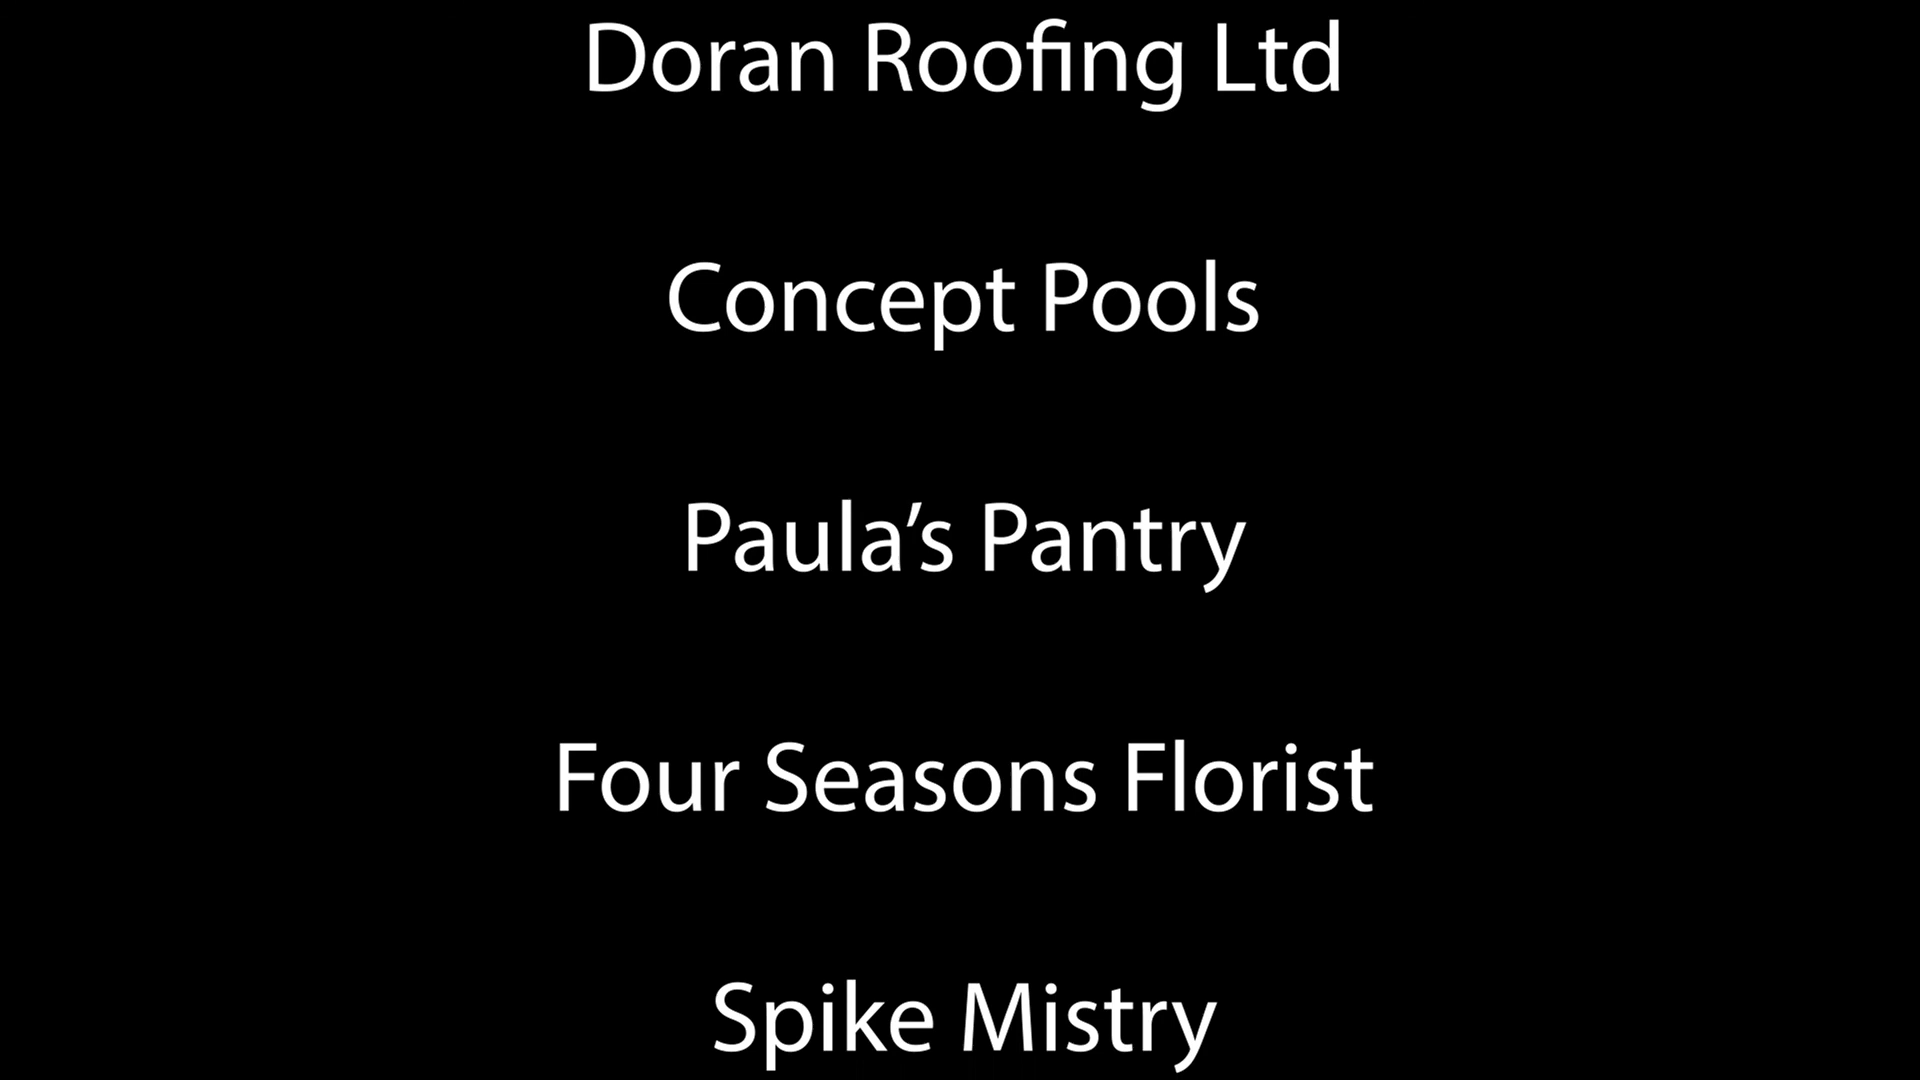 Doran Roofing Ltd
Concept Pools
Paula’s Pantry
Four Seasons Florist
Spike Mistry